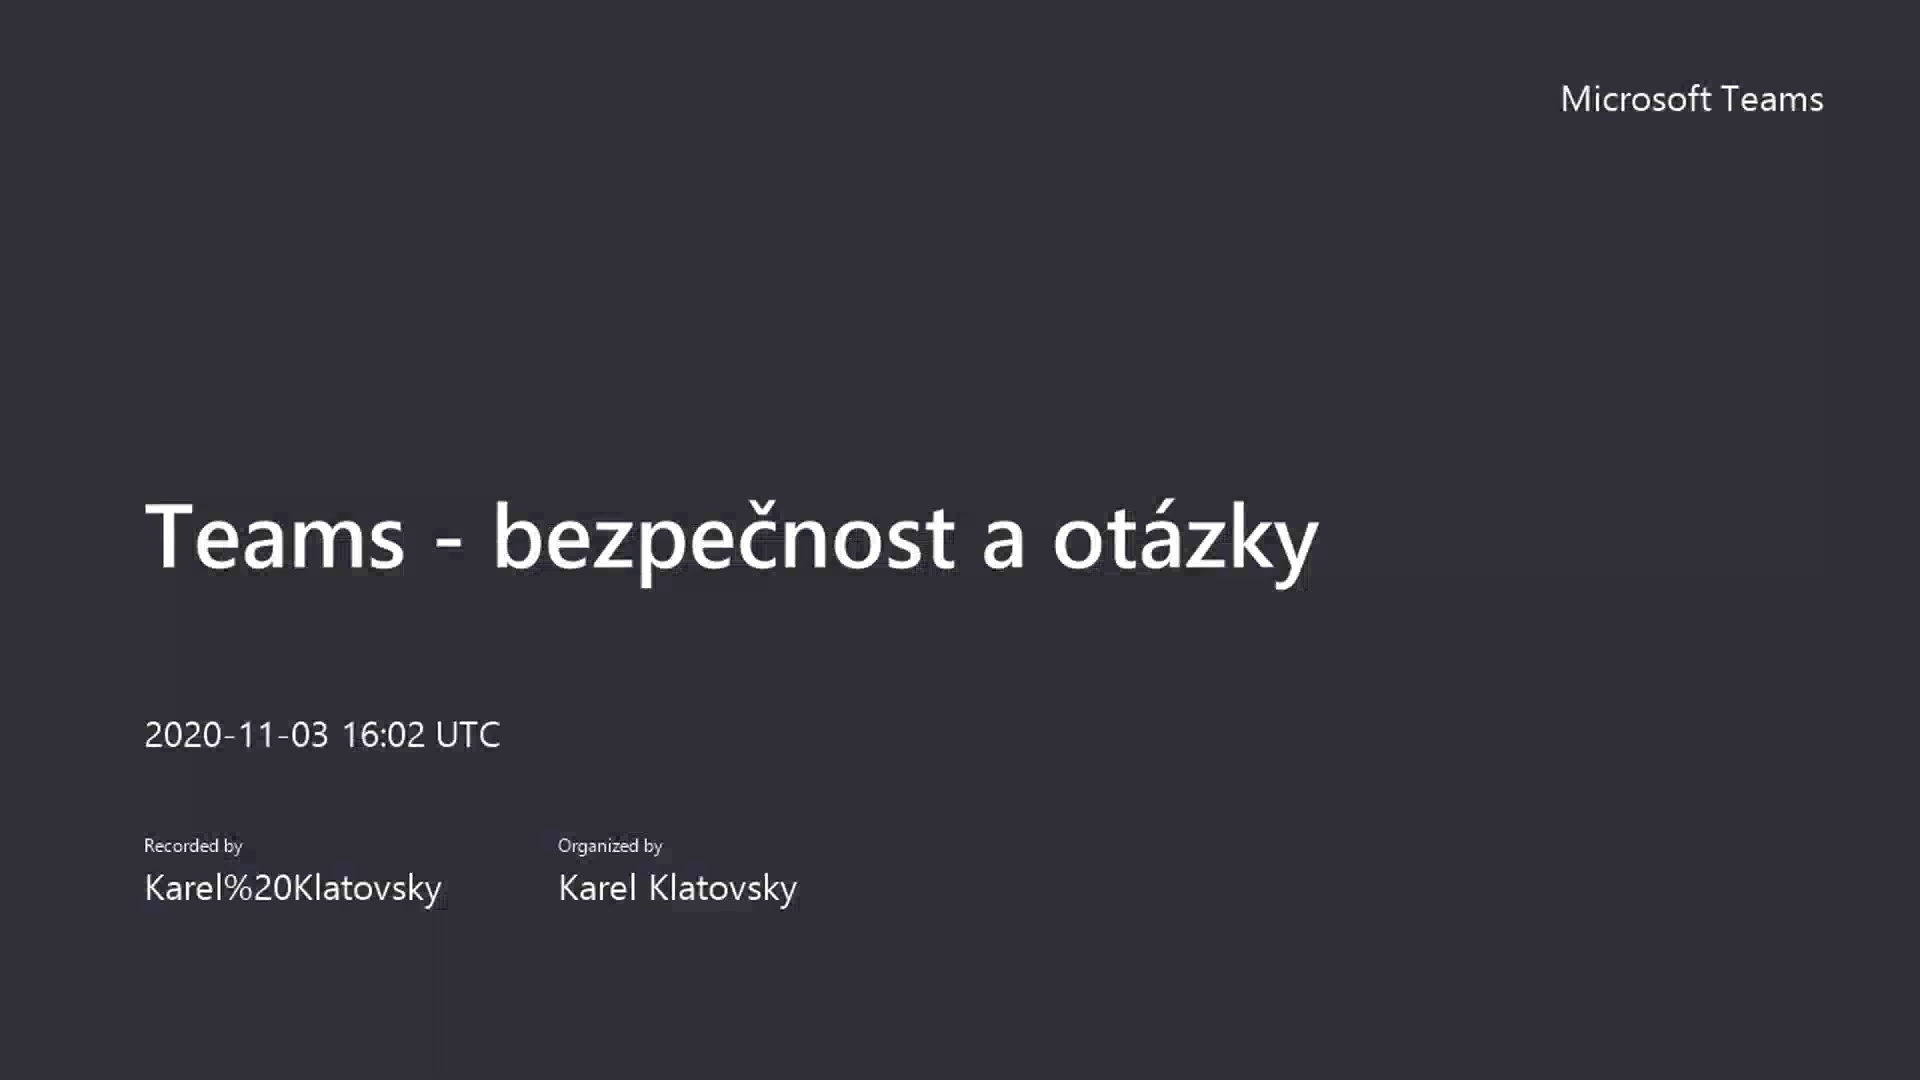 Microsoft Teams
Teams - bezpečnost a otázky
2020-11-03 16:02 UTC
Recorded by
Karel%20Klatovsky
Organized by
Karel Klatovsky